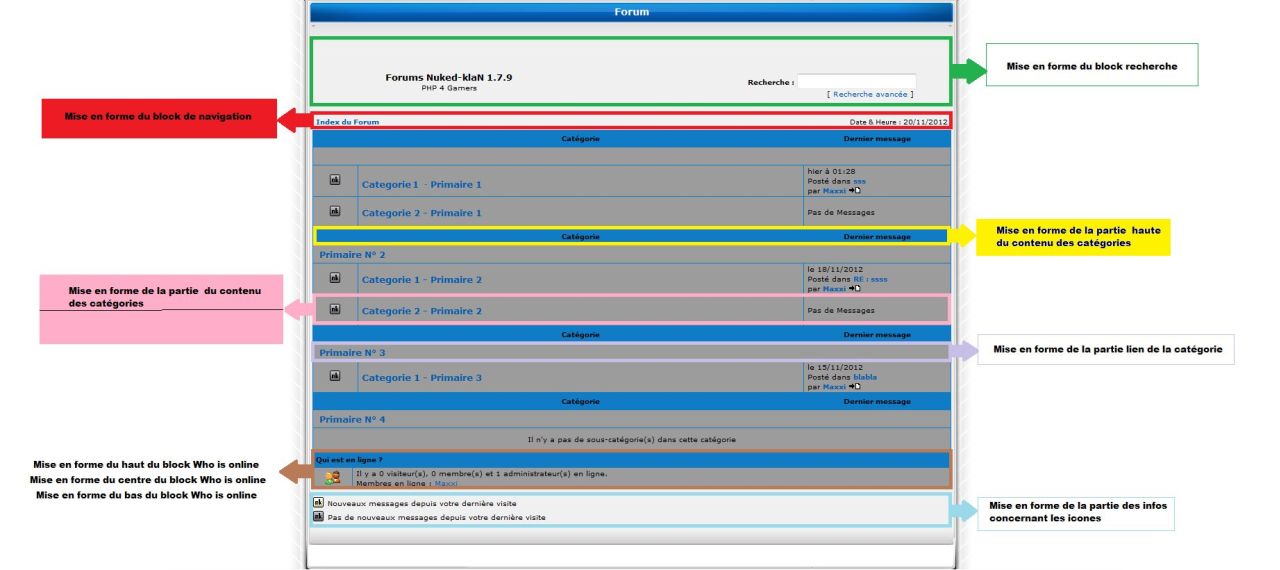 Forum
Forums Nuked-klaN 1.7.9
PHP 4 Gamers
Recherche :
[ Recherche avancée ]
Mise en forme du block recherche
Mise en forme du block de navigation
Index du Forum
Date & Heure : 20/11/2012
Catégorie Dernier message
Categorie 1 - Primaire 1
hier à 01:28
Posté dans sss
par Maxxi
Categorie 2 - Primaire 1
Pas de Messages
Catégorie Dernier message
Mise en forme de la partie haute
du contenu des catégories
Primaire N° 2
Categorie 1 - Primaire 2
le 18/11/2012
Posté dans RE : ssss
par Maxxi
Mise en forme de la partie du contenu
des catégories
Categorie 2 - Primaire 2
Pas de Messages
Catégorie Dernier message
Primaire N° 3
Mise en forme de la partie lien de la catégorie
Categorie 1 - Primaire 3
le 15/11/2012
Posté dans blabla
par Maxxi
Catégorie Dernier message
Primaire N° 4
Il n'y a pas de sous-catégorie(s) dans cette catégorie
Qui est en ligne ?
Il y a 0 visiteur(s), 0 membre(s) et 1 administrateur(s) en ligne.
Membres en ligne : Maxxi
Mise en forme du haut du block Who is online
Mise en forme du centre du block Who is online
Mise en forme du bas du block Who is online
Nouveaux messages depuis votre dernière visite
Pas de nouveaux messages depuis votre dernière visite
Mise en forme de la partie des infos
concernant les icones